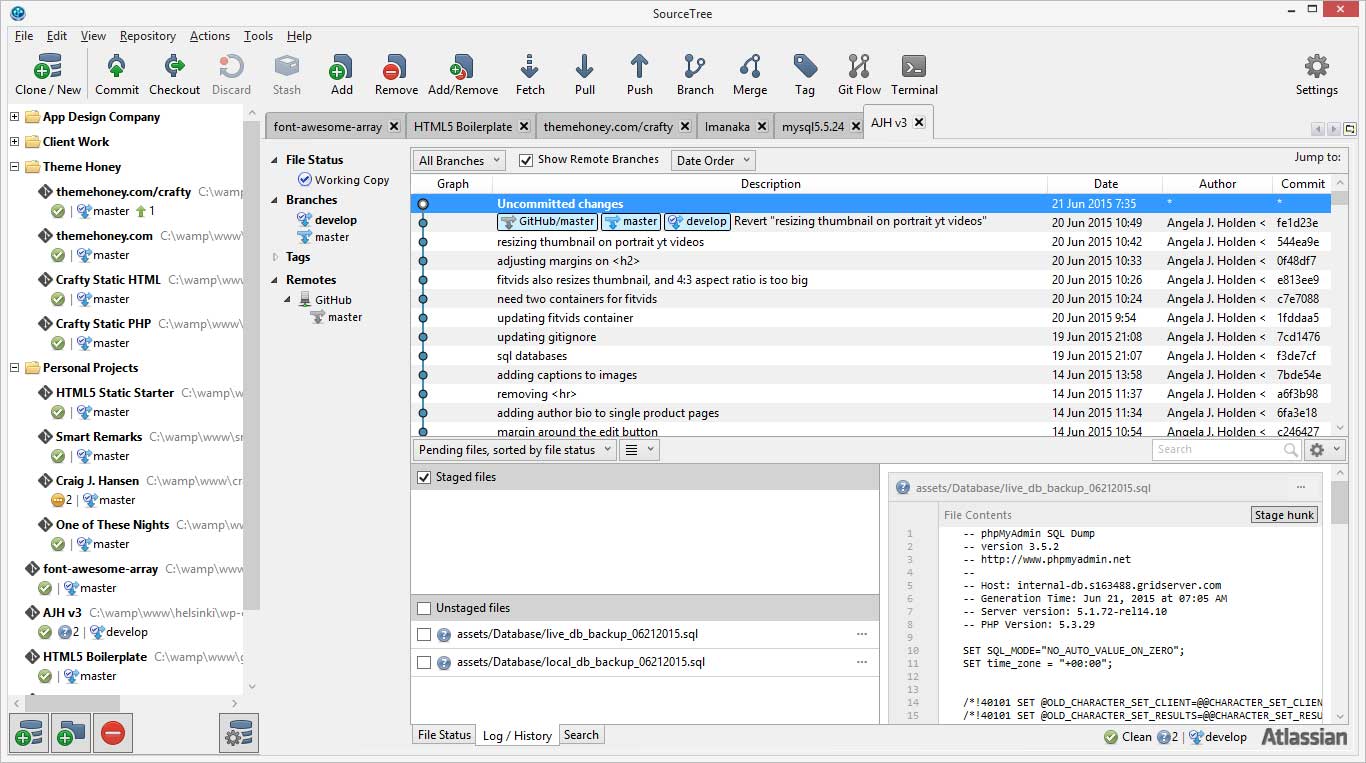 SourceTree
File Edit View Repository Actions Tools Help
Clone / New Commit Checkout Discard Stash Add Remove Add/Remove Fetch Pull Push Branch Merge Tag Git Flow Terminal Settings
App Design Company
Client Work
Theme Honey
themehoney.com/crafty C:\wamp
master 1
themehoney.com C:\wamp\www
master
Crafty Static HTML C:\wamp\www\
master
Crafty Static PHP C:\wamp\www\
master
Personal Projects
HTML5 Static Starter C:\wamp\w
master
Smart Remarks C:\wamp\www\sr
master
Craig J. Hansen C:\wamp\www\cr
2 master
One of These Nights C:\wamp\ww
master
font-awesome-array C:\wamp\www
master
AJH v3 C:\wamp\www\helsinki\wp-
2 develop
HTML5 Boilerplate C:\wamp\www\g
master
font-awesome-array HTML5 Boilerplate themehoney.com/crafty Imanaka mysql5.5.24 AJH v3
File Status
Working Copy
Branches
develop
master
Tags
Remotes
GitHub
master
All Branches Show Remote Branches Date Order Jump to:
Graph Description Date Author Commit
Uncommitted changes 21 Jun 2015 7:35 * *
GitHub/master master develop Revert "resizing thumbnail on portrait yt videos" 20 Jun 2015 10:49 Angela J. Holden < fe1d23e
resizing thumbnail on portrait yt videos 20 Jun 2015 10:42 Angela J. Holden < 544ea9e
adjusting margins on <h2> 20 Jun 2015 10:33 Angela J. Holden < 0f48df7
fitvids also resizes thumbnail, and 4:3 aspect ratio is too big 20 Jun 2015 10:26 Angela J. Holden < e813ee9
need two containers for fitvids 20 Jun 2015 10:24 Angela J. Holden < c7e7088
updating fitvids container 20 Jun 2015 9:54 Angela J. Holden < 1fddaa5
updating gitignore 19 Jun 2015 21:08 Angela J. Holden < 7cd1476
sql databases 19 Jun 2015 21:07 Angela J. Holden < f3de7cf
adding captions to images 14 Jun 2015 13:58 Angela J. Holden < 7bde54e
removing <hr> 14 Jun 2015 11:37 Angela J. Holden < a6f3b98
adding author bio to single product pages 14 Jun 2015 11:34 Angela J. Holden < 6fa3e18
margin around the edit button 14 Jun 2015 10:54 Angela J. Holden < c246427
Pending files, sorted by file status Search
Staged files
Unstaged files
assets/Database/live_db_backup_06212015.sql ...
assets/Database/local_db_backup_06212015.sql ...
assets/Database/live_db_backup_06212015.sql ...
File Contents Stage hunk
1 -- phpMyAdmin SQL Dump
2 -- version 3.5.2
3 -- http://www.phpmyadmin.net
4 --
5 -- Host: internal-db.s163488.gridserver.com
6 -- Generation Time: Jun 21, 2015 at 07:05 AM
7 -- Server version: 5.1.72-rel14.10
8 -- PHP Version: 5.3.29
9
10 SET SQL_MODE="NO_AUTO_VALUE_ON_ZERO";
11 SET time_zone = "+00:00";
12
13
14 /*!40101 SET @OLD_CHARACTER_SET_CLIENT=@@CHARACTER_SET_CLIEN
15 /*!40101 SET @OLD_CHARACTER_SET_RESULTS=@@CHARACTER_SET_RESU
File Status Log / History Search
Clean 2 develop Atlassian